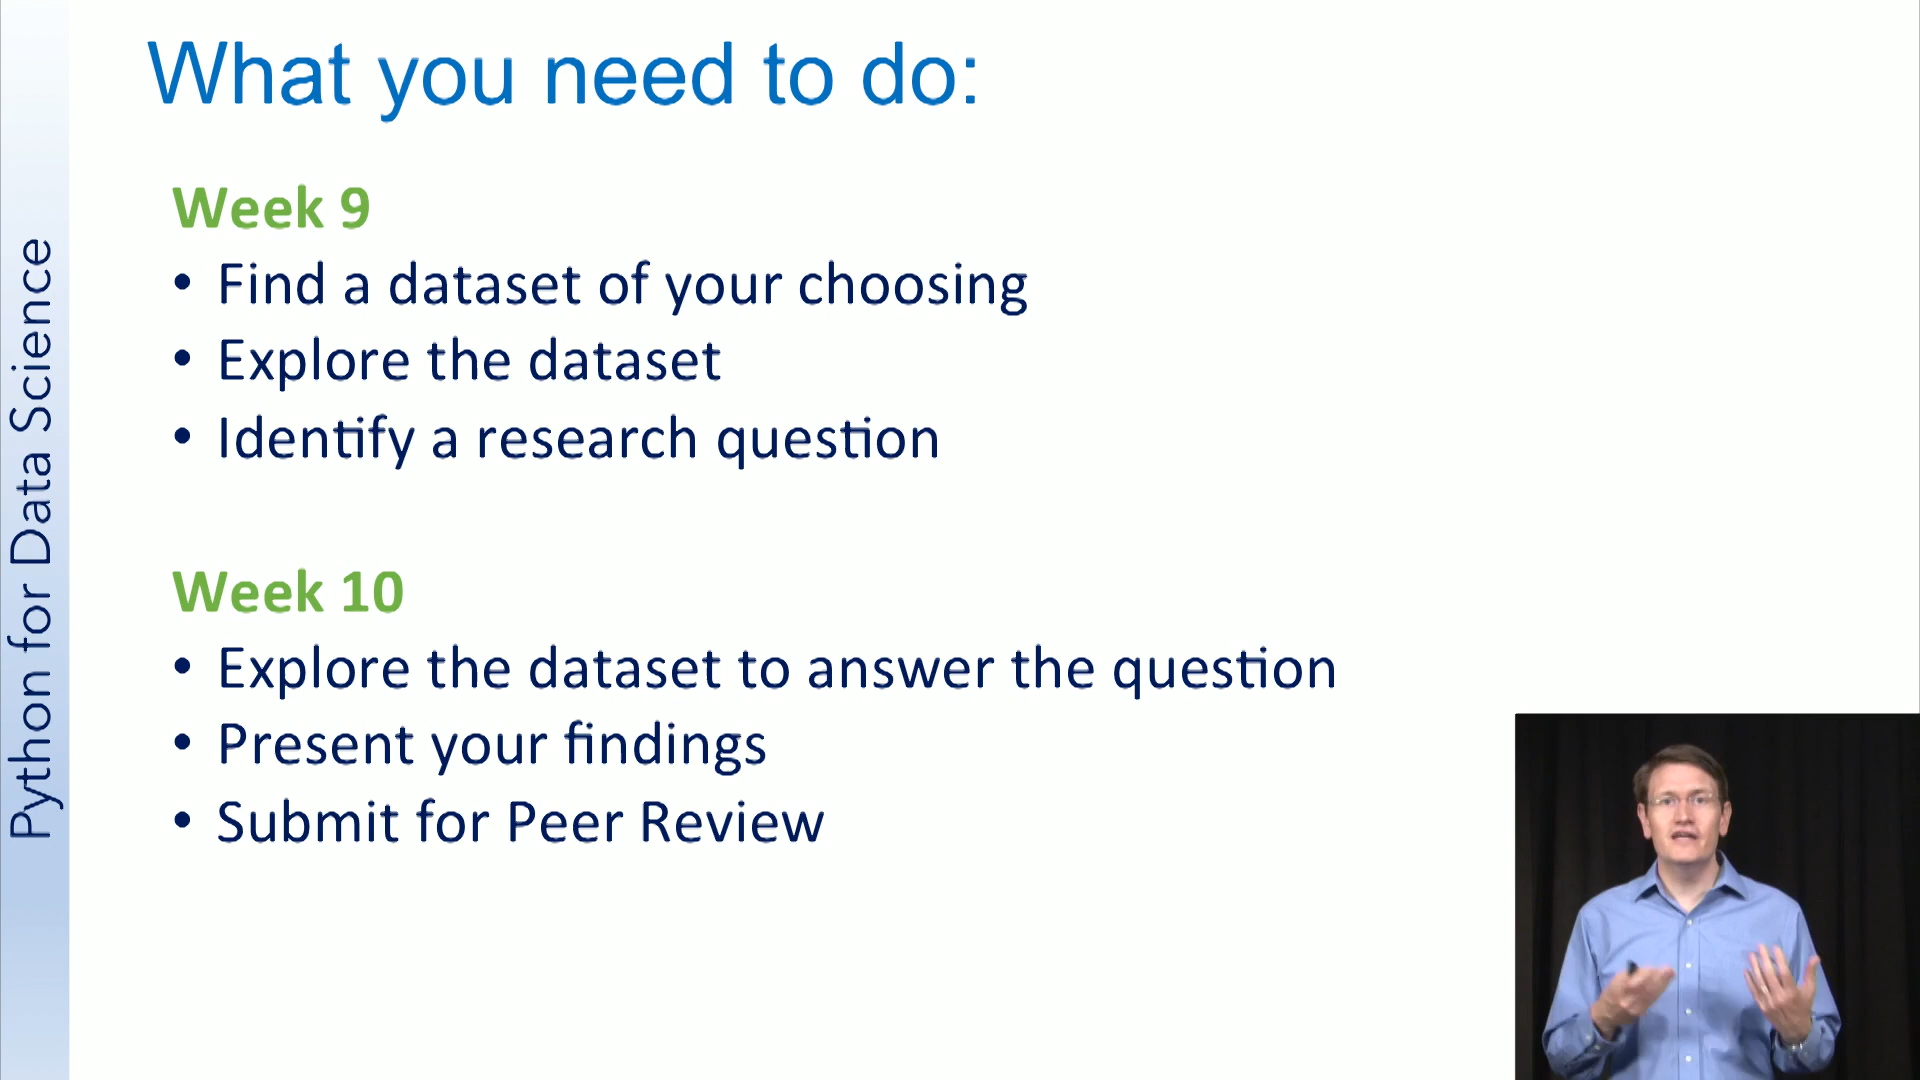 What you need to do:
Week 9
• Find a dataset of your choosing
• Explore the dataset
• Identify a research question
Week 10
• Explore the dataset to answer the question
• Present your findings
• Submit for Peer Review
Python for Data Science